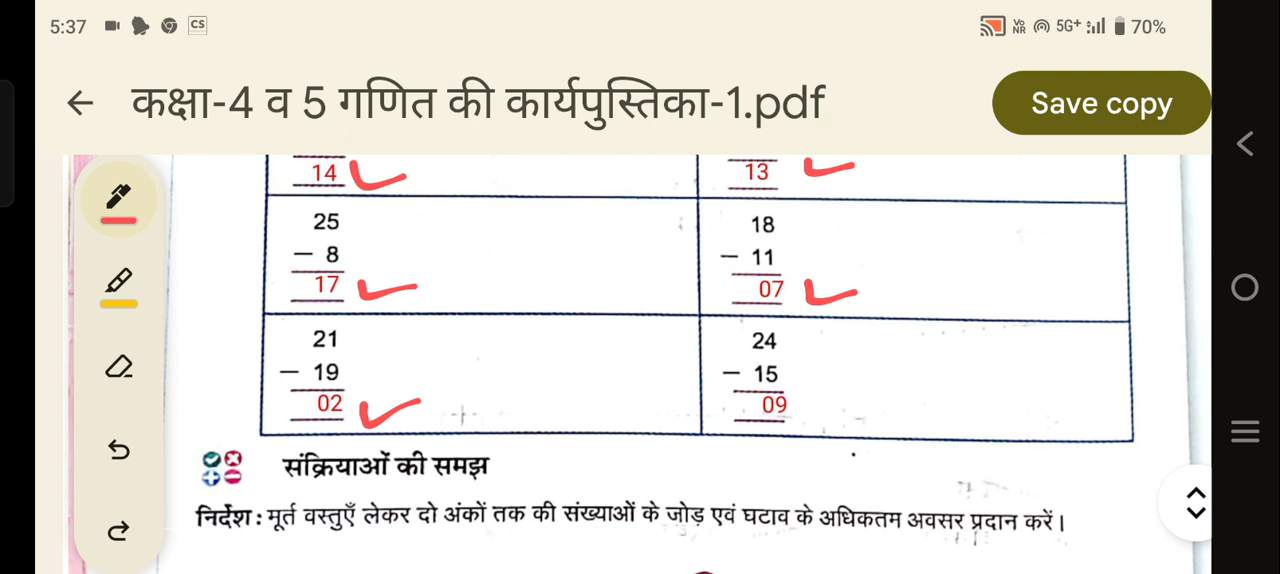 5:37 CS VoNR 5G+ 70%
कक्षा-4 व 5 गणित की कार्यपुस्तिका-1.pdf
Save copy
14 13
25 18
- 8 - 11
17 07
21 24
- 19 - 15
02 09
संक्रियाओं की समझ
निर्देश : मूर्त वस्तुएँ लेकर दो अंकों तक की संख्याओं के जोड़ एवं घटाव के अधिकतम अवसर प्रदान करें।